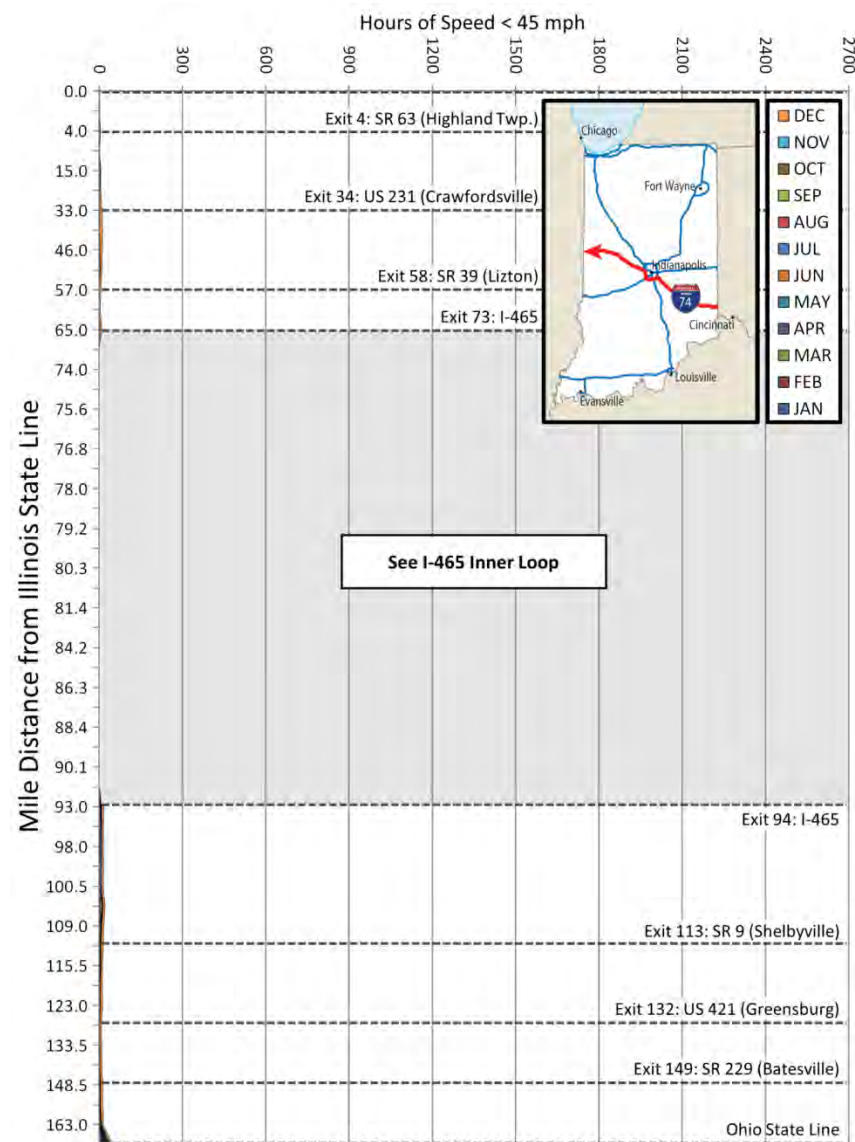 Hours of Speed < 45 mph
0
300
600
900
1200
1500
1800
2100
2400
2700
Mile Distance from Illinois State Line
0.0
4.0
15.0
33.0
46.0
57.0
65.0
74.0
75.6
76.8
78.0
79.2
80.3
81.4
84.2
86.3
88.4
90.1
93.0
98.0
100.5
109.0
115.5
123.0
133.5
148.5
163.0
Exit 4: SR 63 (Highland Twp.)
Exit 34: US 231 (Crawfordsville)
Exit 58: SR 39 (Lizton)
Exit 73: I-465
See I-465 Inner Loop
Exit 94: I-465
Exit 113: SR 9 (Shelbyville)
Exit 132: US 421 (Greensburg)
Exit 149: SR 229 (Batesville)
Ohio State Line
Chicago
Fort Wayne
Indianapolis
74
Cincinnati
Louisville
Evansville
DEC
NOV
OCT
SEP
AUG
JUL
JUN
MAY
APR
MAR
FEB
JAN